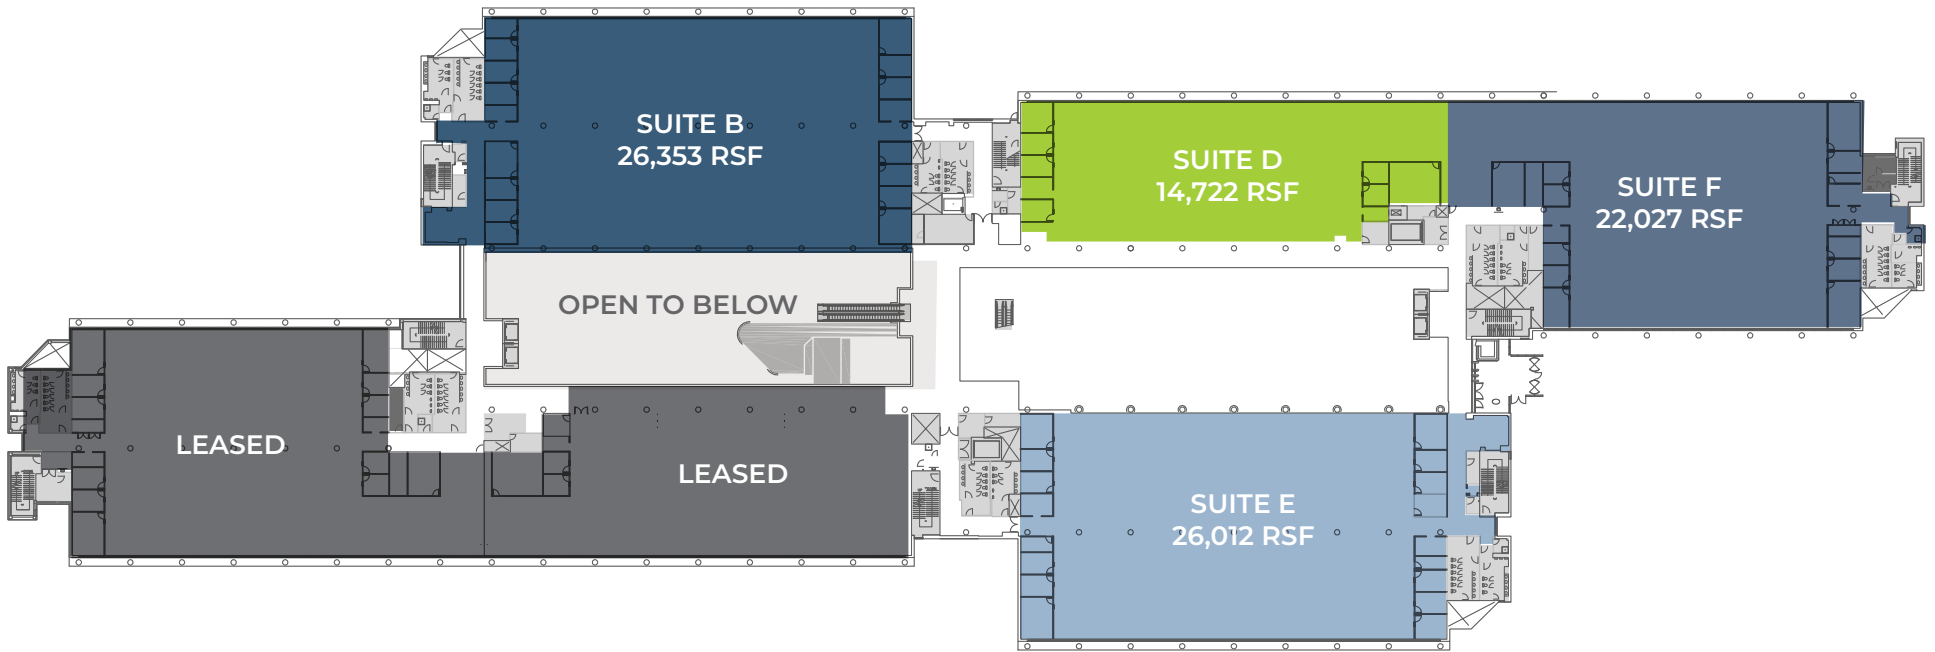 SUITE B
26,353 RSF
SUITE D
14,722 RSF
SUITE F
22,027 RSF
OPEN TO BELOW
LEASED
LEASED
SUITE E
26,012 RSF